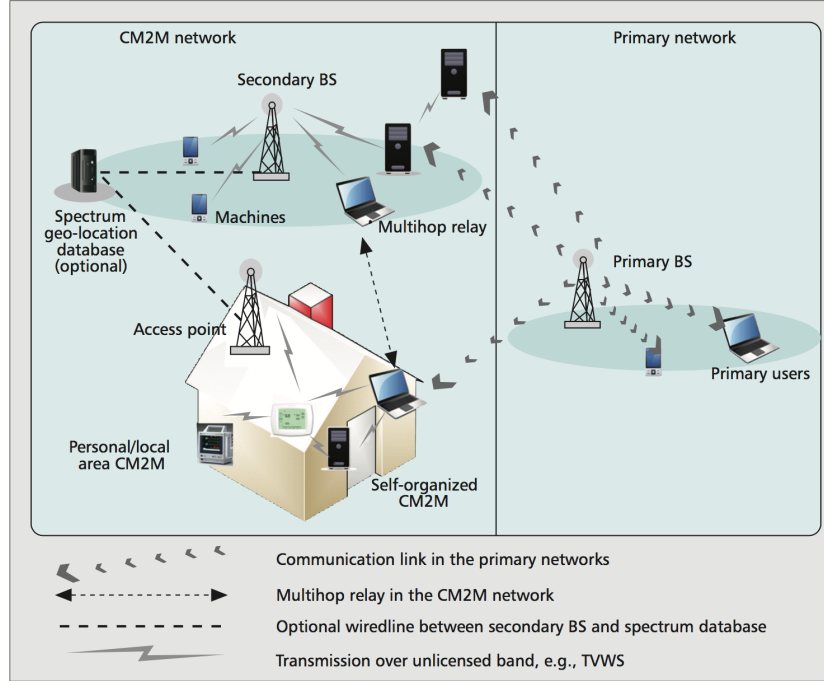 CM2M network
Primary network
Secondary BS
Machines
Multihop relay
Spectrum
geo-location
database
(optional)
Primary BS
Access point
Primary users
Personal/local
area CM2M
Self-organized
CM2M
Communication link in the primary networks
Multihop relay in the CM2M network
Optional wiredline between secondary BS and spectrum database
Transmission over unlicensed band, e.g., TVWS